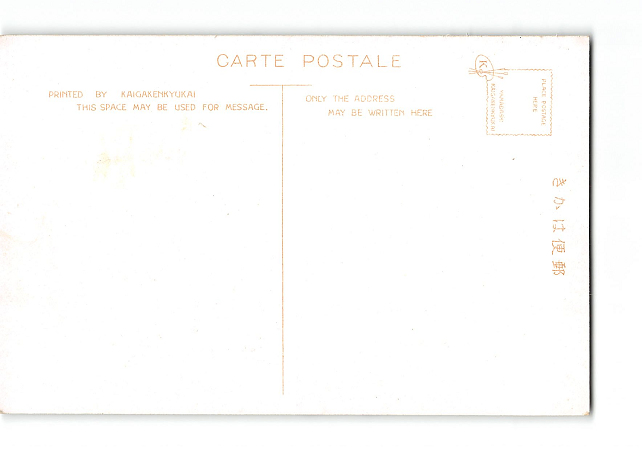 CARTE POSTALE
PRINTED BY KAIGAKENKYUKAI
THIS SPACE MAY BE USED FOR MESSAGE.
ONLY THE ADDRESS
MAY BE WRITTEN HERE
PLACE POSTAGE
HERE
KAIGAKENKYUKAI
きかは便郵